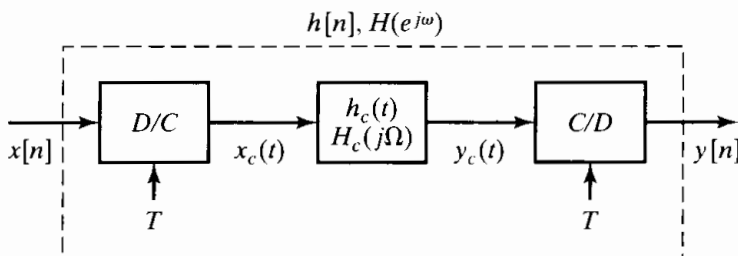 h[n], H(e^{jω})
D/C
h_c(t)
H_c(jΩ)
C/D
x[n]
x_c(t)
y_c(t)
y[n]
T
T